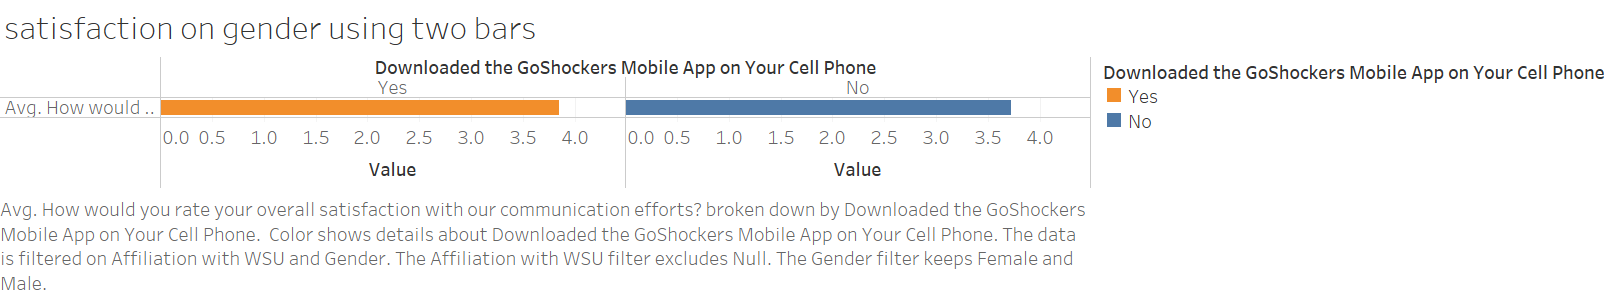 satisfaction on gender using two bars
Downloaded the GoShockers Mobile App on Your Cell Phone
Yes No
Avg. How would ..
0.0 0.5 1.0 1.5 2.0 2.5 3.0 3.5 4.0 0.0 0.5 1.0 1.5 2.0 2.5 3.0 3.5 4.0
Value Value
Downloaded the GoShockers Mobile App on Your Cell Phone
Yes
No
Avg. How would you rate your overall satisfaction with our communication efforts? broken down by Downloaded the GoShockers
Mobile App on Your Cell Phone.  Color shows details about Downloaded the GoShockers Mobile App on Your Cell Phone. The data
is filtered on Affiliation with WSU and Gender. The Affiliation with WSU filter excludes Null. The Gender filter keeps Female and
Male.